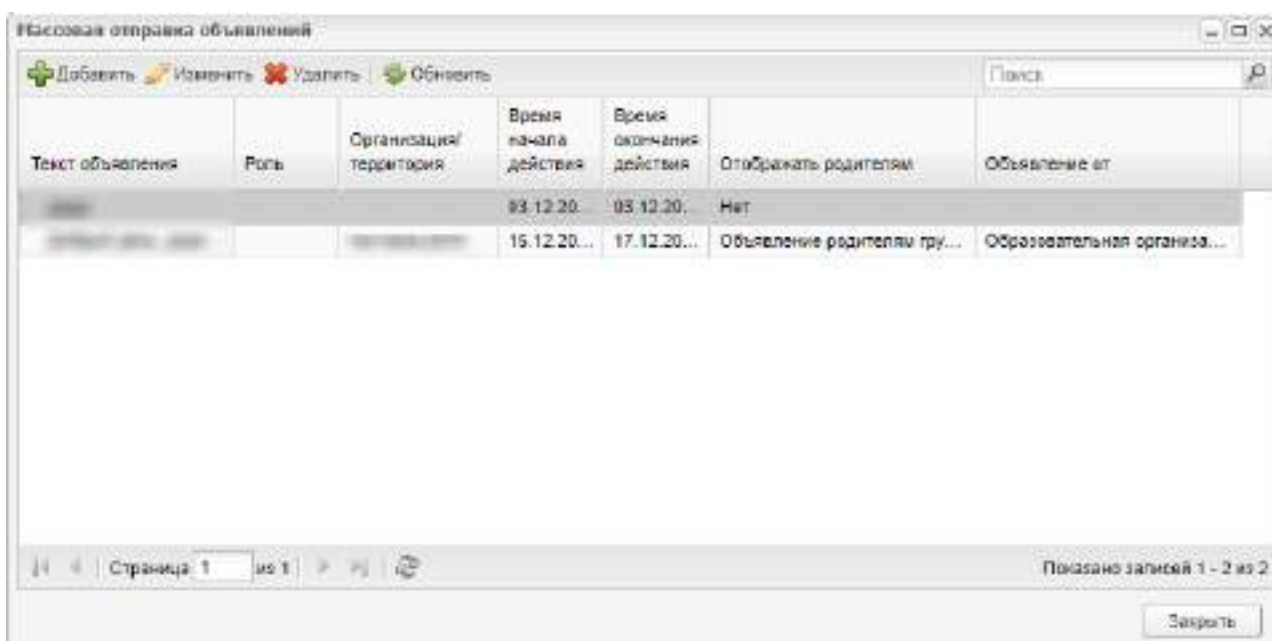 Массовая отправка объявлений
Добавить Изменить Удалить Обновить Поиск
Текст объявления Роль Организация/территория Время начала действия Время окончания действия Отображать родителям Объявление от
03.12.20... 03.12.20... Нет
15.12.20... 17.12.20... Объявление родителям гру... Образовательная организа...
Страница 1 из 1 Показано записей 1 - 2 из 2
Закрыть